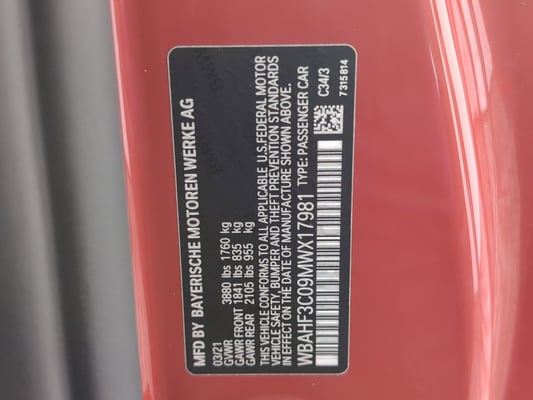 MFD BY BAYERISCHE MOTOREN WERKE AG
03/21
GVWR 3880 lbs 1760 kg
GAWR FRONT 1841 lbs 835 kg
GAWR REAR 2105 lbs 955 kg
THIS VEHICLE CONFORMS TO ALL APPLICABLE U.S.FEDERAL MOTOR
VEHICLE SAFETY, BUMPER AND THEFT PREVENTION STANDARDS
IN EFFECT ON THE DATE OF MANUFACTURE SHOWN ABOVE.
WBAHF3C09MWX17981 TYPE: PASSENGER CAR
C34/3
7315814